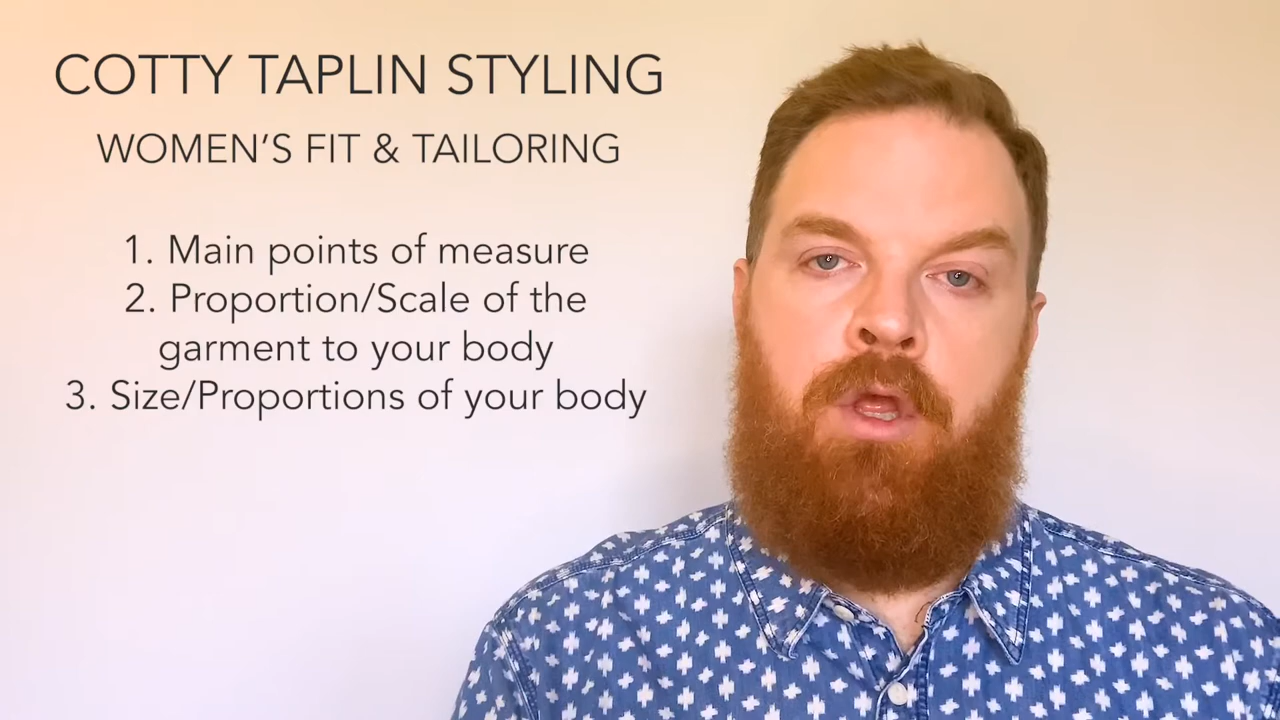 COTTY TAPLIN STYLING
WOMEN’S FIT & TAILORING
1. Main points of measure
2. Proportion/Scale of the
garment to your body
3. Size/Proportions of your body